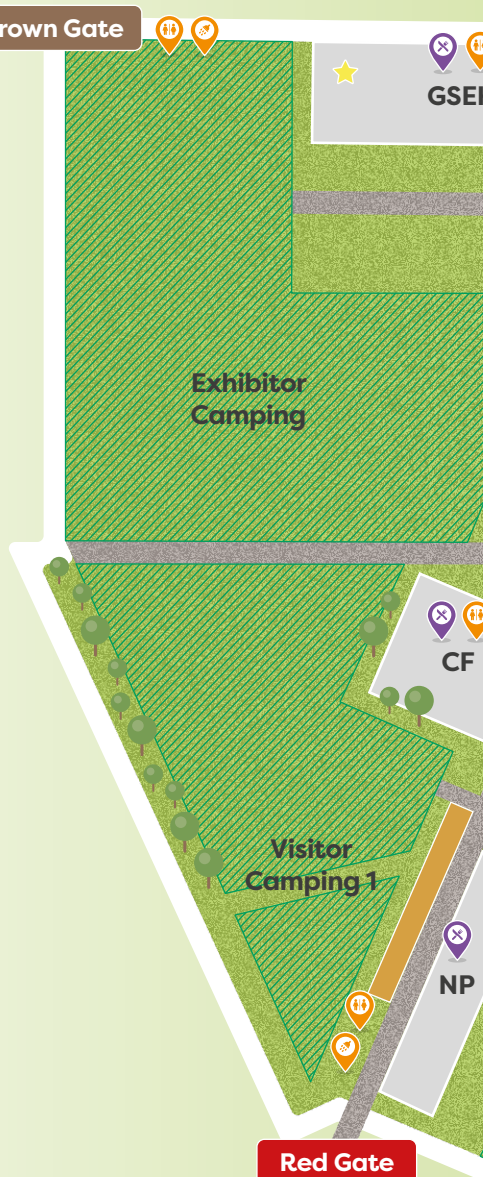 rown Gate
GSE
Exhibitor
Camping
CF
Visitor
Camping 1
NP
Red Gate